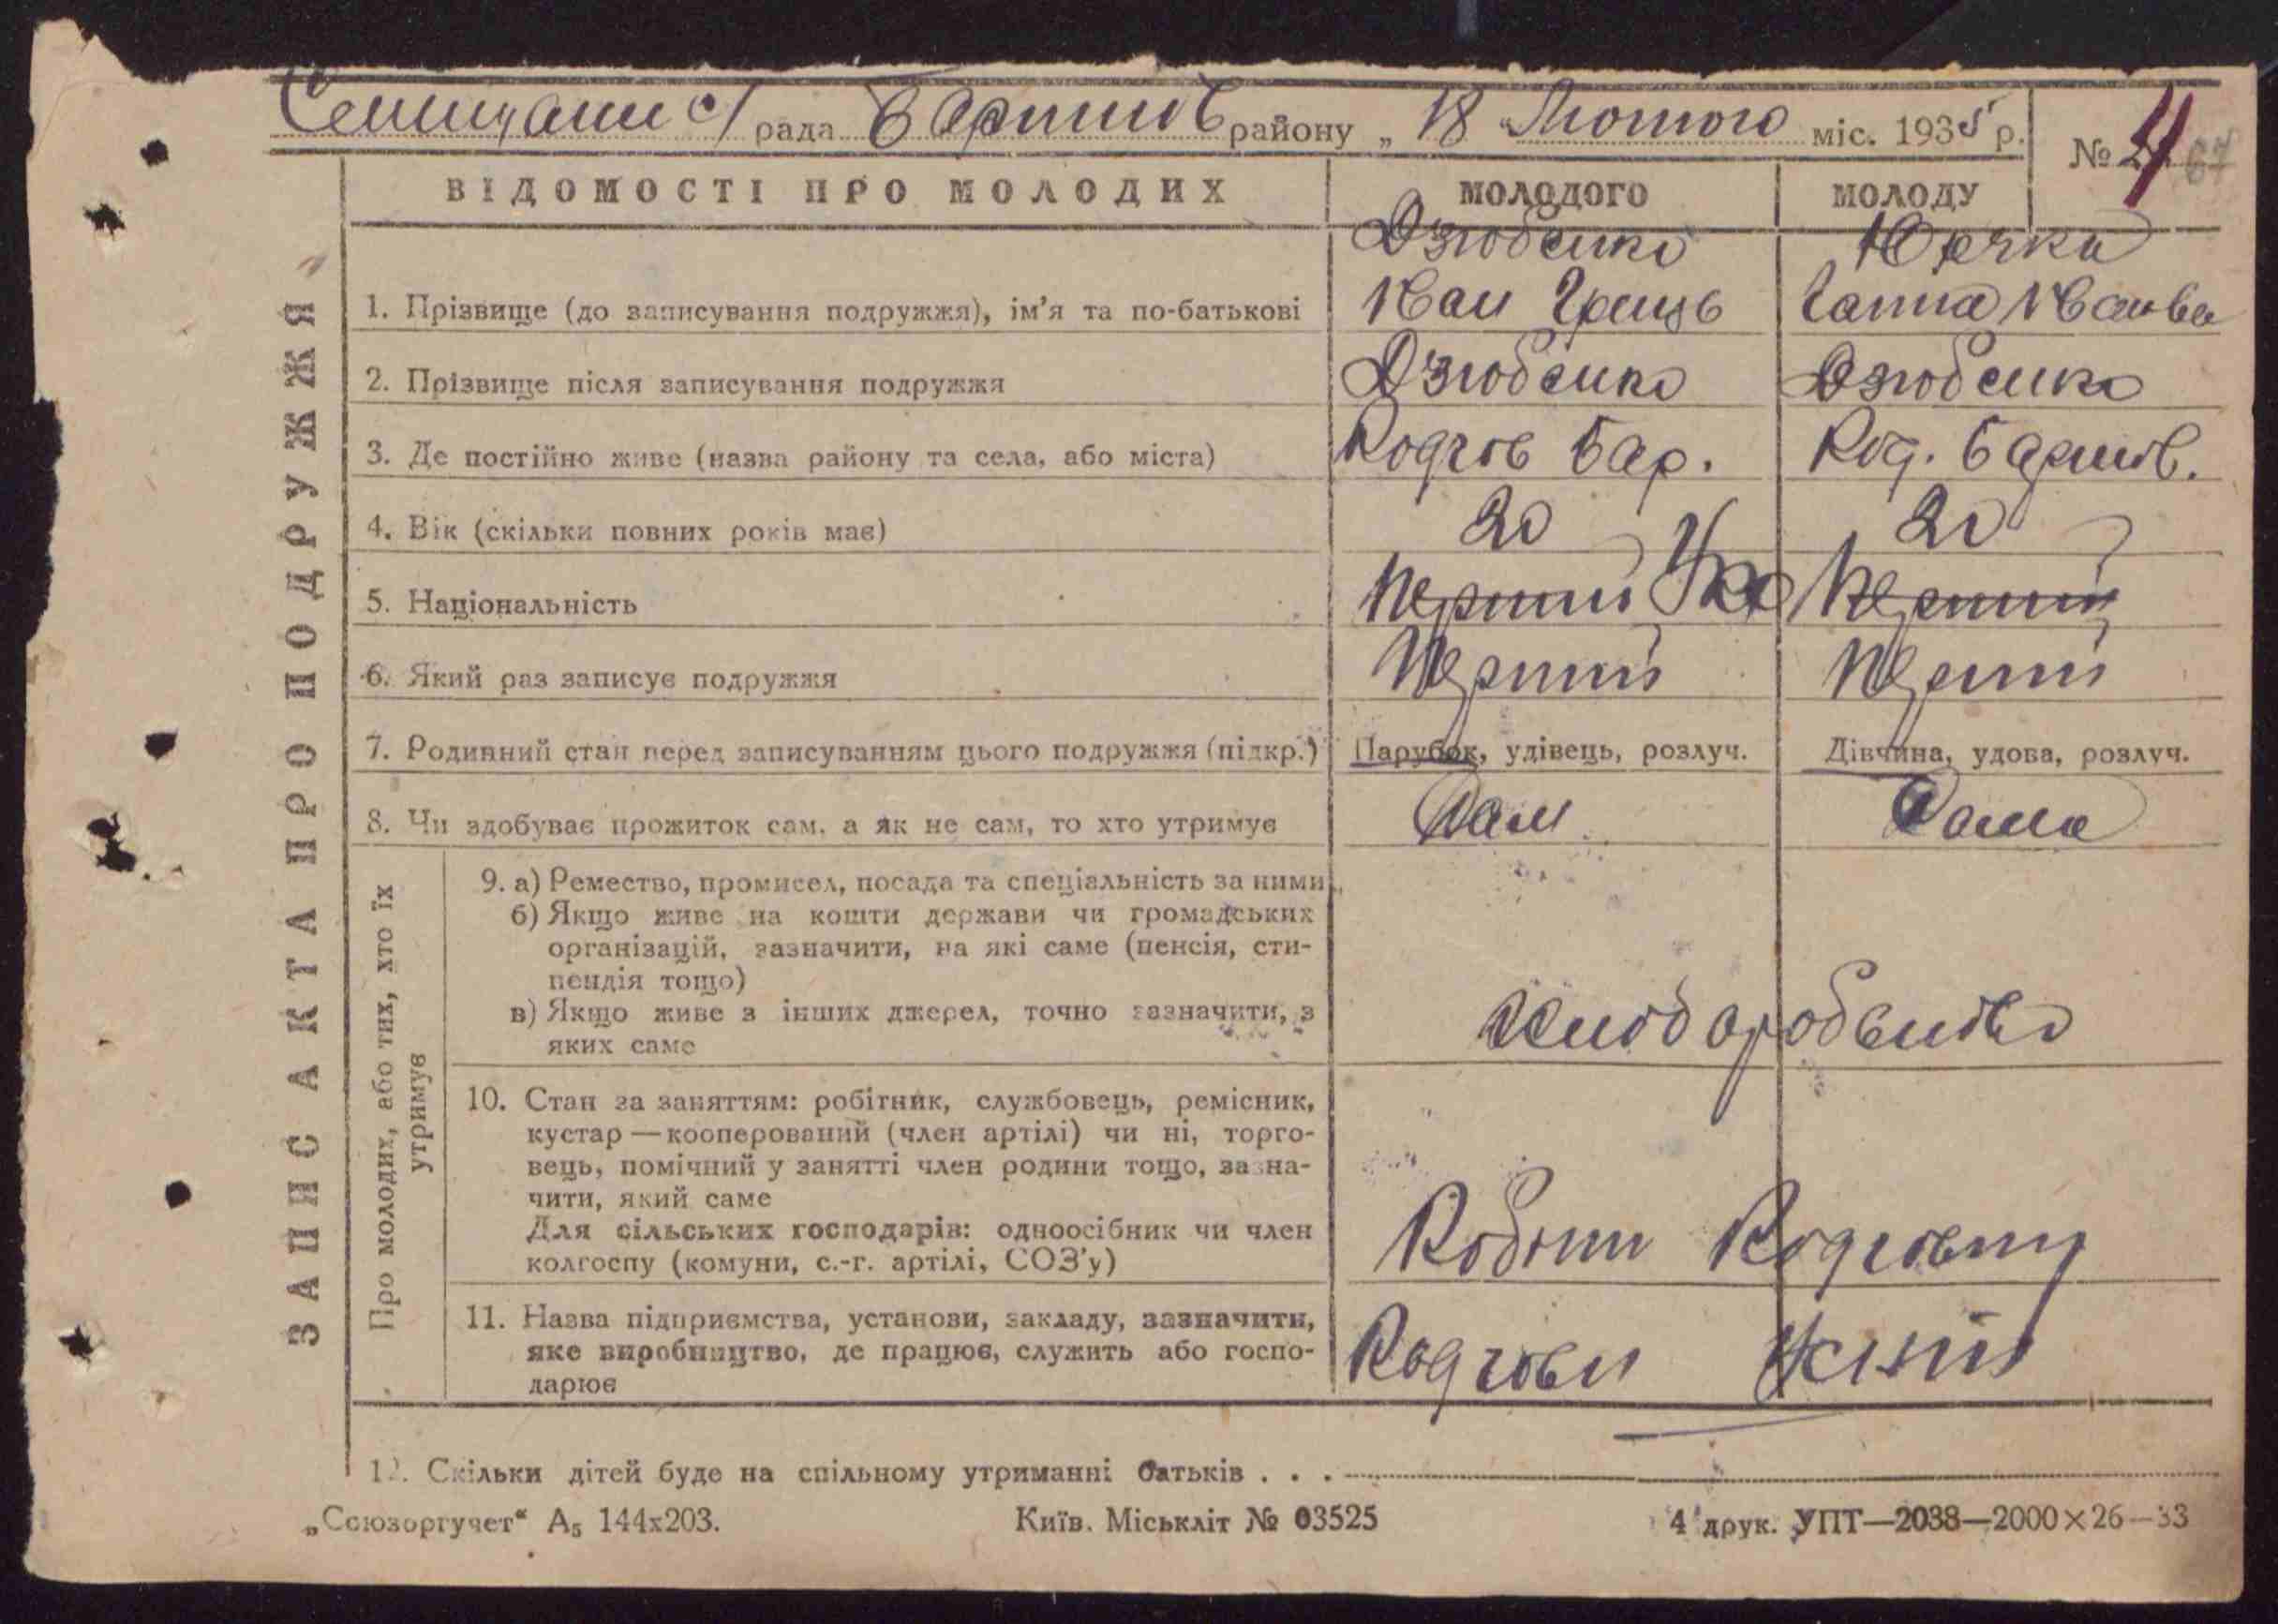 рада Баришів району „18" Лютого міс. 1935 р.
№ 4 67
ВІДОМОСТІ ПРО МОЛОДИХ МОЛОДОГО МОЛОДУ
ЗАПИС АКТА ПРО ПОДРУЖЖЯ
Дзюбенко Юрчка
1. Прізвище (до записування подружжя), ім'я та по-батькові Іван Гриць Ганна Іванва
2. Прізвище після записування подружжя Дзюбенко Дзюбенко
3. Де постійно живе (назва району та села, або міста) Бар. Бариш.
4. Вік (скільки повних років має) 20 20
5. Національність Перший Укр Перший
6. Який раз записує подружжя Перший Перший
7. Родинний стан перед записуванням цього подружжя (підкр.) Парубок, удівець, розлуч. Дівчина, удова, розлуч.
8. Чи здобуває прожиток сам, а як не сам, то хто утримує Сам Сама
Про молодих, або тих, хто їх
утримує
9. а) Ремество, промисел, посада та спеціальність за ними
б) Якщо живе на кошти держави чи громадських
організацій, зазначити, на які саме (пенсія, сти-
пендія тощо)
в) Якщо живе з інших джерел, точно зазначити, з
яких саме
10. Стан за заняттям: робітник, службовець, ремісник,
кустар — кооперований (член артілі) чи ні, торго-
вець, помічний у занятті член родини тощо, зазна-
чити, який саме
Для сільських господарів: одноосібник чи член
колгоспу (комуни, с.-г. артілі, СОЗ'у)
11. Назва підприємства, установи, закладу, зазначити,
яке виробництво, де працює, служить або госпо-
дарює
12. Скільки дітей буде на спільному утриманні батьків . . .
„Союзоргучет" А₅ 144х203. Київ. Міськліт № 03525 4 друк. УПТ—2038—2000×26—33